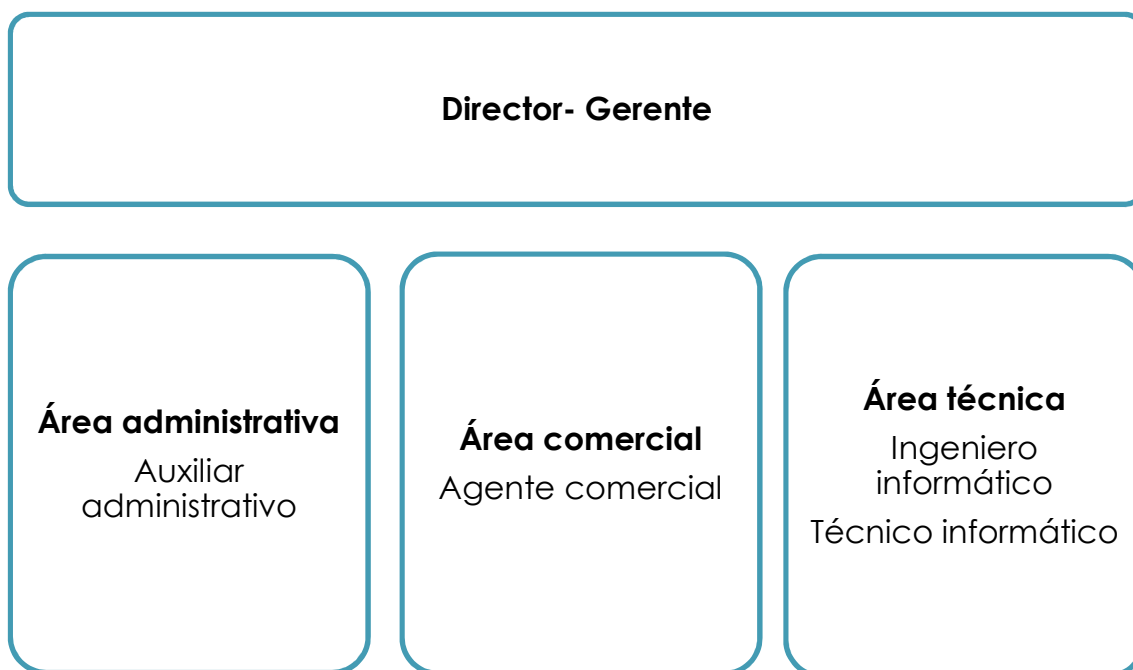 Director- Gerente
Área administrativa
Auxiliar
administrativo
Área comercial
Agente comercial
Área técnica
Ingeniero
informático
Técnico informático